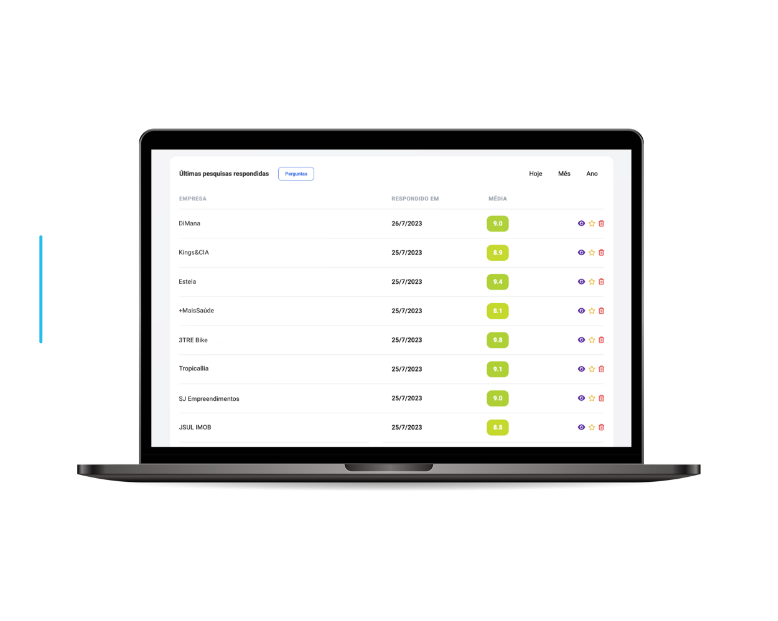 Últimas pesquisas respondidas Perguntas Hoje Mês Ano
EMPRESA RESPONDIDO EM MÉDIA
DiMana 26/7/2023 9.0
Kings&CIA 25/7/2023 8.9
Estela 25/7/2023 9.4
+MaisSaúde 25/7/2023 8.1
3TRE Bike 25/7/2023 9.8
Tropicallia 25/7/2023 9.1
SJ Empreendimentos 25/7/2023 9.0
JSUL IMOB 25/7/2023 8.8